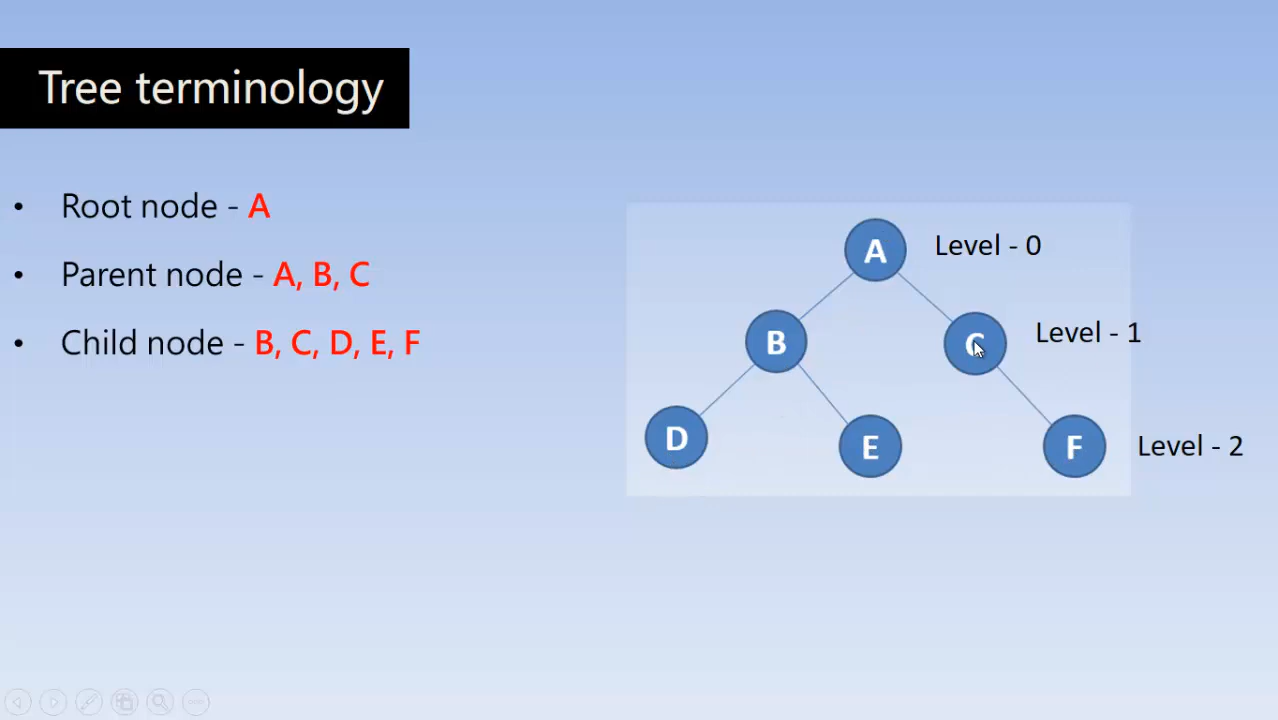 Tree terminology
• Root node - A
• Parent node - A, B, C
• Child node - B, C, D, E, F
A
Level - 0
B
C
Level - 1
D
E
F
Level - 2